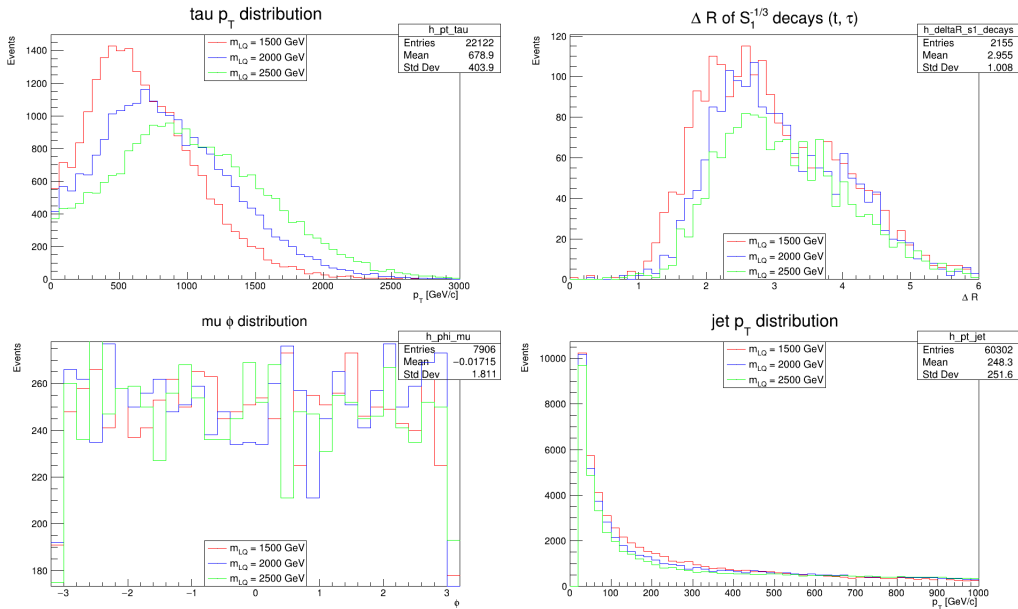 tau p_T distribution
Events
h_pt_tau
Entries 22122
Mean 678.9
Std Dev 403.9
m_LQ = 1500 GeV
m_LQ = 2000 GeV
m_LQ = 2500 GeV
1400
1200
1000
800
600
400
200
0
0 500 1000 1500 2000 2500 3000
p_T [GeV/c]
Δ R of S_1^{-1/3} decays (t, τ)
Events
h_deltaR_s1_decays
Entries 2155
Mean 2.955
Std Dev 1.008
120
100
80
60
40
20
0
m_LQ = 1500 GeV
m_LQ = 2000 GeV
m_LQ = 2500 GeV
0 1 2 3 4 5 6
Δ R
mu ϕ distribution
Events
h_phi_mu
Entries 7906
Mean −0.01715
Std Dev 1.811
260
240
220
200
180
m_LQ = 1500 GeV
m_LQ = 2000 GeV
m_LQ = 2500 GeV
−3 −2 −1 0 1 2 3
ϕ
jet p_T distribution
Events
h_pt_jet
Entries 60302
Mean 248.3
Std Dev 251.6
m_LQ = 1500 GeV
m_LQ = 2000 GeV
m_LQ = 2500 GeV
10000
8000
6000
4000
2000
0
0 100 200 300 400 500 600 700 800 900 1000
p_T [GeV/c]